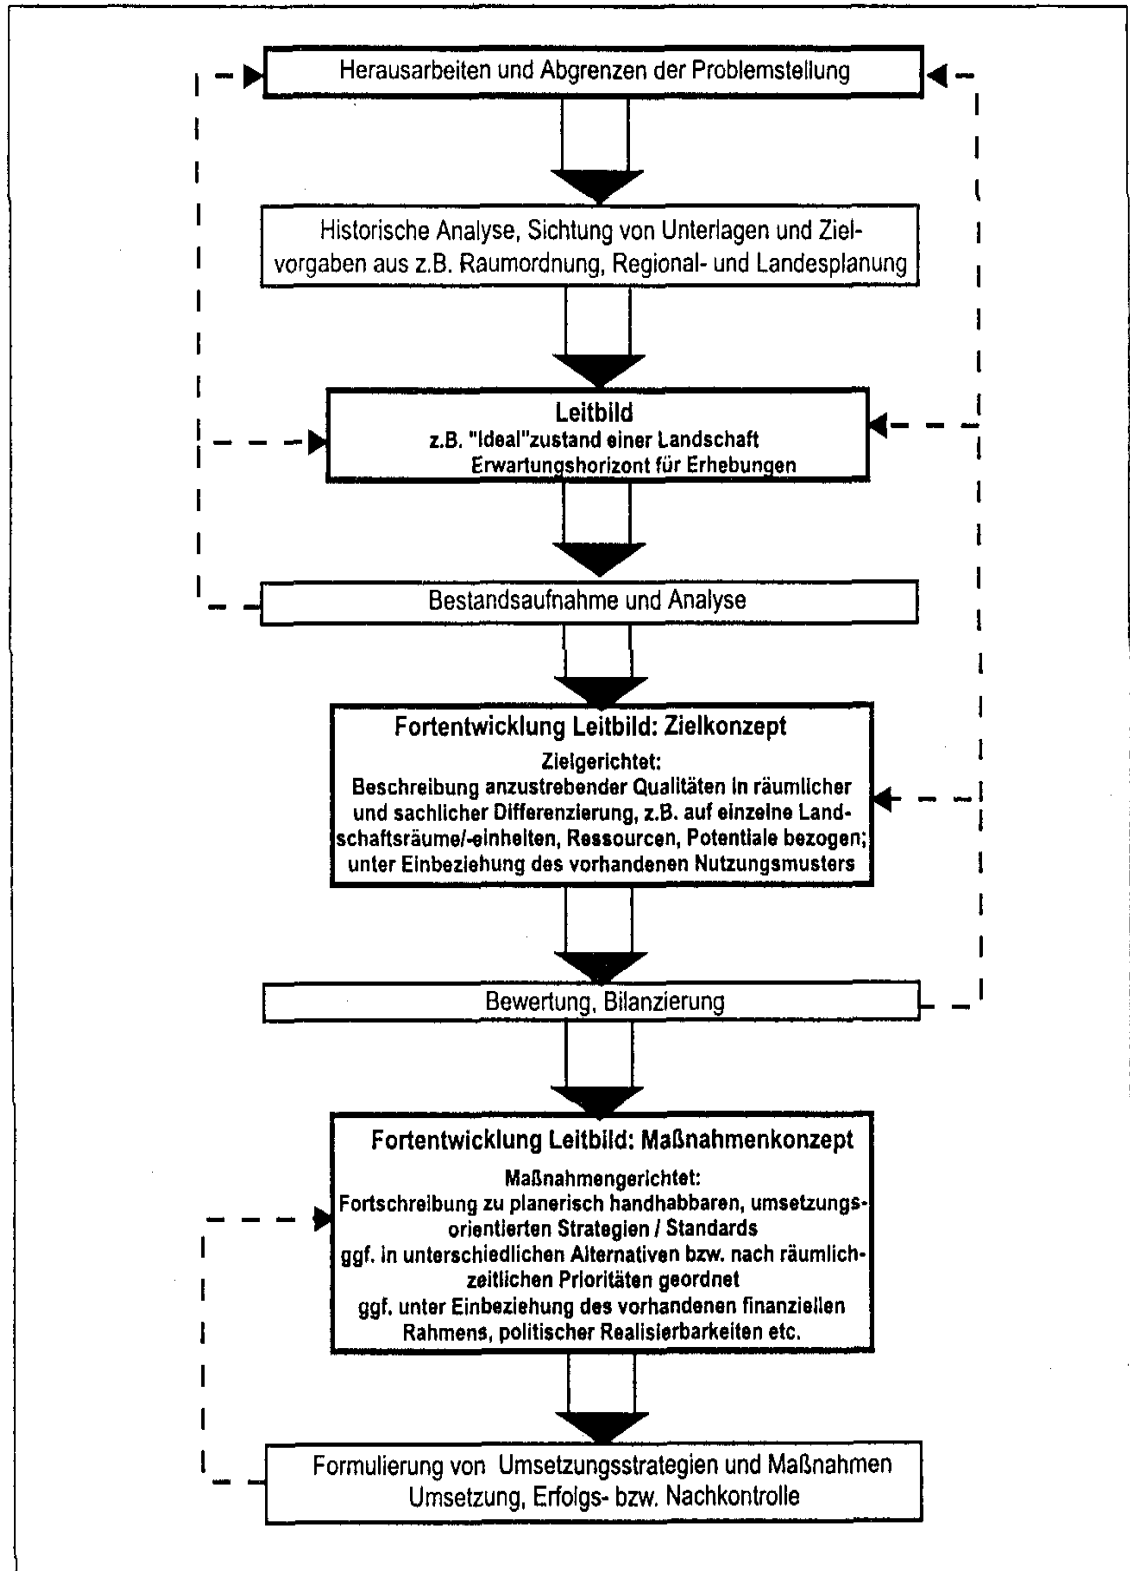 Herausarbeiten und Abgrenzen der Problemstellung
Historische Analyse, Sichtung von Unterlagen und Ziel-
vorgaben aus z.B. Raumordnung, Regional- und Landesplanung
Leitbild
z.B. "Ideal"zustand einer Landschaft
Erwartungshorizont für Erhebungen
Bestandsaufnahme und Analyse
Fortentwicklung Leitbild: Zielkonzept
Zielgerichtet:
Beschreibung anzustrebender Qualitäten in räumlicher
und sachlicher Differenzierung, z.B. auf einzelne Land-
schaftsräume/-einheiten, Ressourcen, Potentiale bezogen;
unter Einbeziehung des vorhandenen Nutzungsmusters
Bewertung, Bilanzierung
Fortentwicklung Leitbild: Maßnahmenkonzept
Maßnahmengerichtet:
Fortschreibung zu planerisch handhabbaren, umsetzungs-
orientierten Strategien / Standards
ggf. in unterschiedlichen Alternativen bzw. nach räumlich-
zeitlichen Prioritäten geordnet
ggf. unter Einbeziehung des vorhandenen finanziellen
Rahmens, politischer Realisierbarkeiten etc.
Formulierung von Umsetzungsstrategien und Maßnahmen
Umsetzung, Erfolgs- bzw. Nachkontrolle